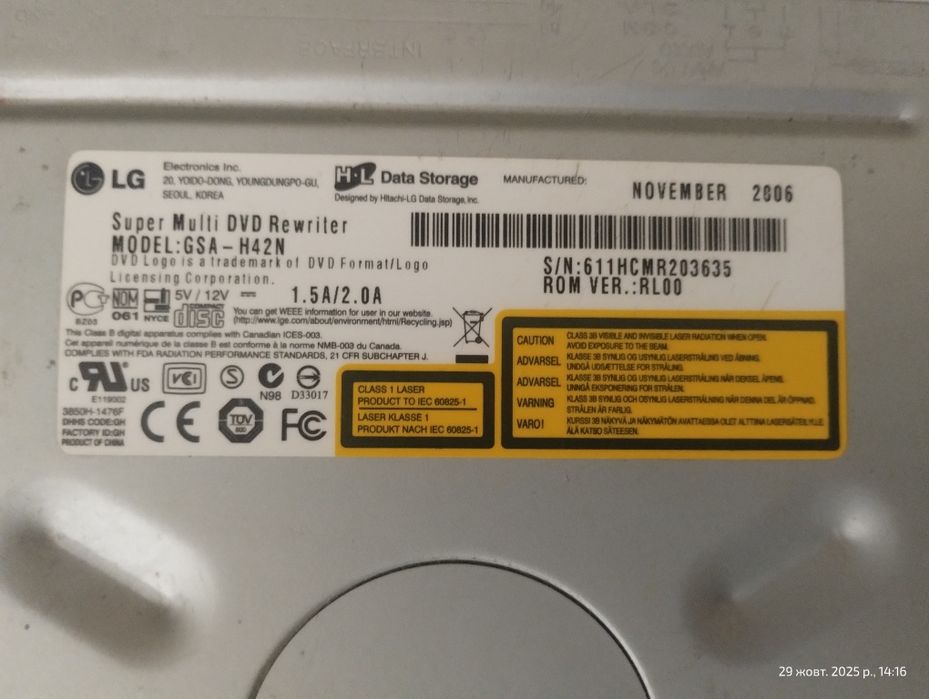 INTERFACE
LG
Electronics Inc.
20, YOIDO-DONG, YOUNGDUNGPO-GU,
SEOUL, KOREA
H·L Data Storage
Designed by Hitachi-LG Data Storage, Inc.
MANUFACTURED:
NOVEMBER 2006
Super Multi DVD Rewriter
MODEL:GSA-H42N
DVD Logo is a trademark of DVD Format/Logo
Licensing Corporation.
S/N:611HCMR203635
ROM VER.:RL00
5V / 12V
1.5A/2.0A
BZ03
NOM
061
NYCE
COMPACT
disc
You can get WEEE information for user in our website.
(http://www.lge.com/about/environment/html/Recycling.jsp)
This Class B digital apparatus complies with Canadian ICES-003.
Cet appareil numérique de la classe B est conforme à la norme NMB-003 du Canada.
COMPLIES WITH FDA RADIATION PERFORMANCE STANDARDS, 21 CFR SUBCHAPTER J.
c RU US
E119002
VCI
S
N98
D33017
3850H-1476F
DHHS CODE:GH
FACTORY ID:GH
PRODUCT OF CHINA
CE
TÜV
FC
CLASS 1 LASER
PRODUCT TO IEC 60825-1
LASER KLASSE 1
PRODUKT NACH IEC 60825-1
CAUTION CLASS 3B VISIBLE AND INVISIBLE LASER RADIATION WHEN OPEN.
AVOID EXPOSURE TO THE BEAM.
ADVARSEL KLASSE 3B SYNLIG OG USYNLIG LASERSTRÅLING VED ÅBNING.
UNDGÅ UDSÆTTELSE FOR STRÅLING.
ADVARSEL KLASSE 3B SYNLIG OG USYNLIG LASERSTRÅLING NÅR DEKSEL ÅPENS.
UNNGÅ EKSPONERING FOR STRÅLEN.
VARNING KLASS 3B SYNLIG OCH OSYNLIG LASERSTRÅLNING NÄR DENNA DEL ÄR ÖPPNAD.
STRÅLEN ÄR FARLIG.
VARO! KURSSI 3B NÄKYVÄ JA NÄKYMÄTÖN AVATTAESSA OLET ALTTIINA LASERSÄTEILYLLE.
ÄLÄ KATSO SÄTEESEEN.
29 жовт. 2025 р., 14:16